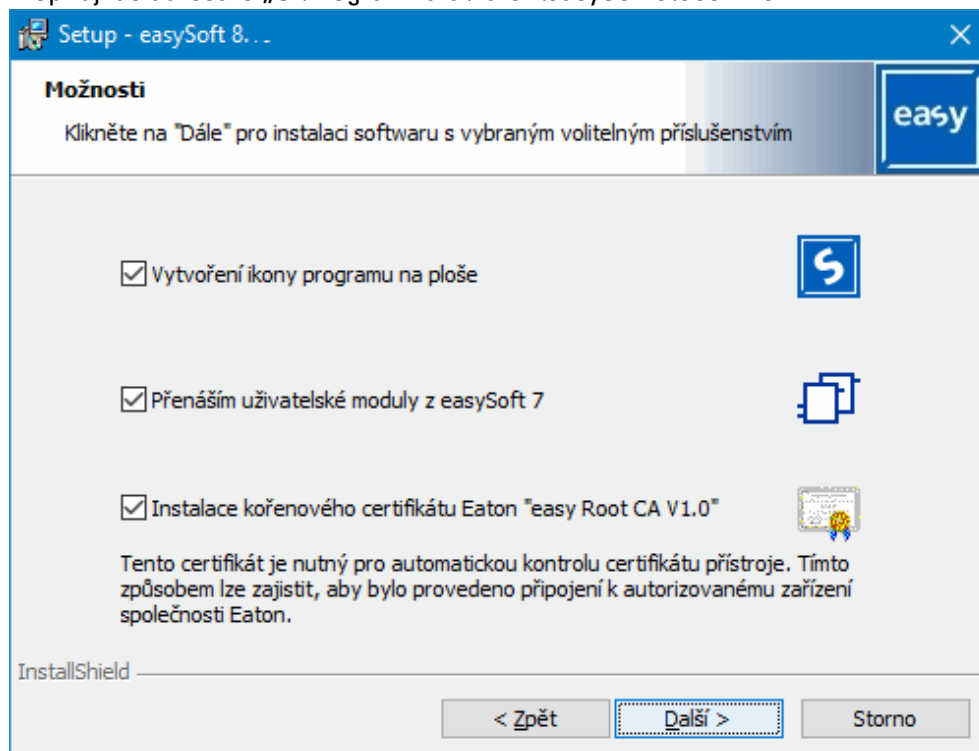 Setup - easySoft 8...
Možnosti
Klikněte na "Dále" pro instalaci softwaru s vybraným volitelným příslušenstvím
easy
Vytvoření ikony programu na ploše
S
Přenáším uživatelské moduly z easySoft 7
Instalace kořenového certifikátu Eaton "easy Root CA V1.0"
Tento certifikát je nutný pro automatickou kontrolu certifikátu přístroje. Tímto
způsobem lze zajistit, aby bylo provedeno připojení k autorizovanému zařízení
společnosti Eaton.
InstallShield
< Zpět Další > Storno